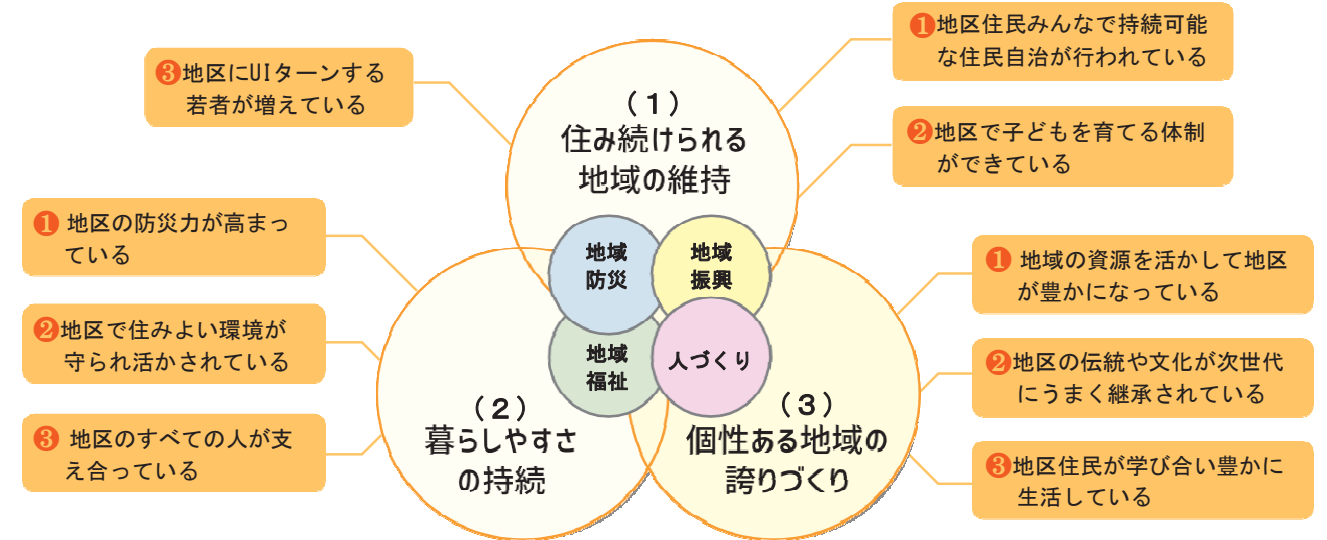 ❶地区住民みんなで持続可能
な住民自治が行われている
❸地区にUIターンする
若者が増えている
(1)
住み続けられる
地域の維持
❷地区で子どもを育てる体制
ができている
❶ 地区の防災力が高まっ
ている
❷地区で住みよい環境が
守られ活かされている
❸ 地区のすべての人が支
え合っている
地域
防災
地域
振興
地域
福祉
人づくり
(2)
暮らしやすさ
の持続
(3)
個性ある地域の
誇りづくり
❶ 地域の資源を活かして地区
が豊かになっている
❷地区の伝統や文化が次世代
にうまく継承されている
❸地区住民が学び合い豊かに
生活している